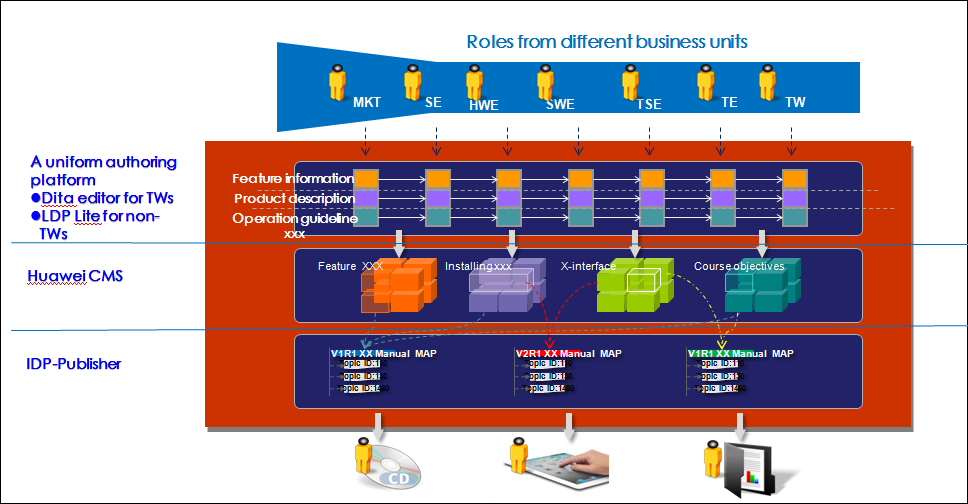 Roles from different business units
MKT
SE
HWE
SWE
TSE
TE
TW
A uniform authoring
platform
●Dita editor for TWs
●LDP Lite for non-
TWs
Feature information
Product description
Operation guideline
xxx
Huawei CMS
Feature XXX
Installing xxx
X-interface
Course objectives
IDP-Publisher
V1R1 XX Manual MAP
V2R1 XX Manual MAP
V1R1 XX Manual MAP
CD